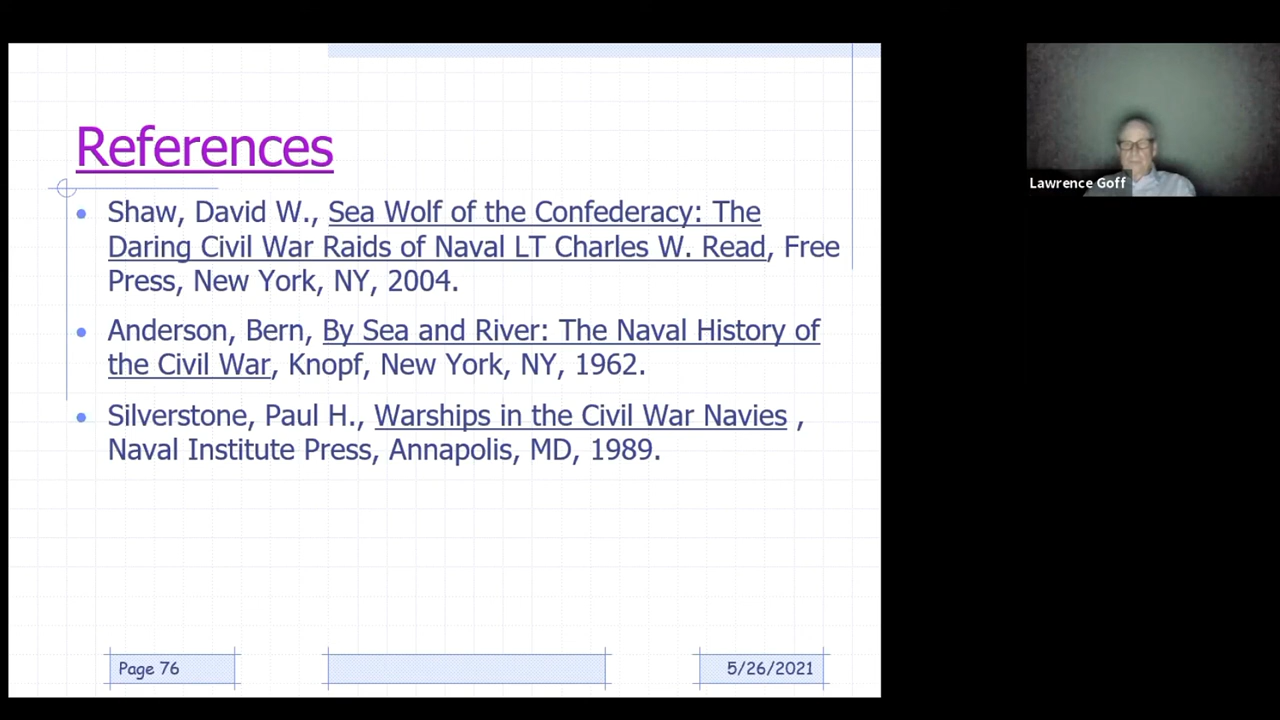 References
Shaw, David W., Sea Wolf of the Confederacy: The
Daring Civil War Raids of Naval LT Charles W. Read, Free
Press, New York, NY, 2004.
Anderson, Bern, By Sea and River: The Naval History of
the Civil War, Knopf, New York, NY, 1962.
Silverstone, Paul H., Warships in the Civil War Navies ,
Naval Institute Press, Annapolis, MD, 1989.
Page 76
5/26/2021
Lawrence Goff